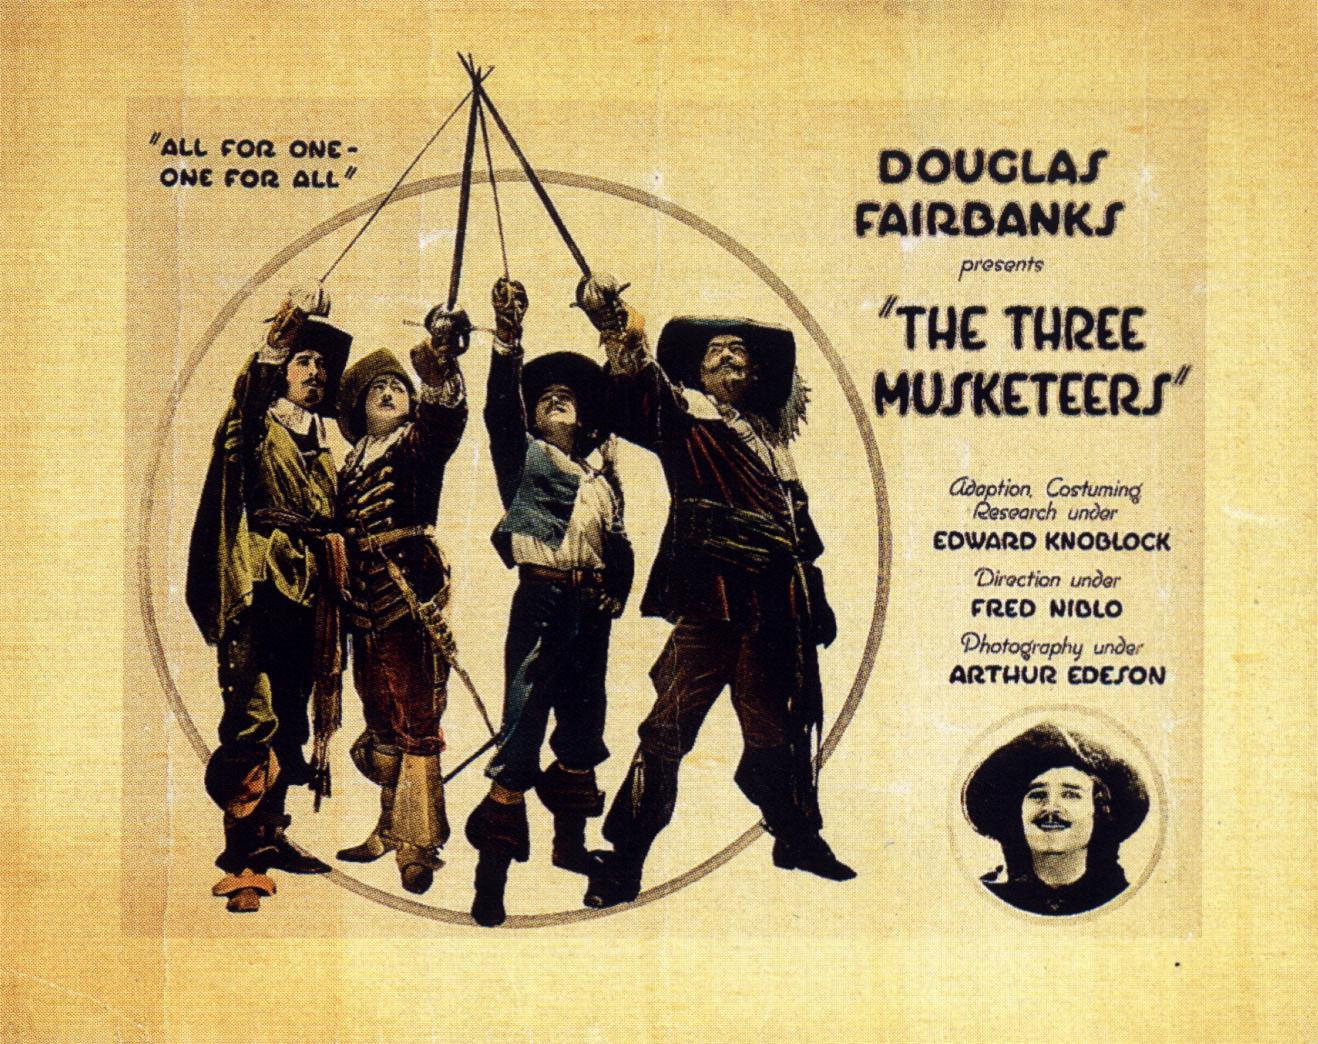 "ALL FOR ONE-
ONE FOR ALL"
DOUGLAS
FAIRBANKS
presents
"THE THREE
MUSKETEERS"
Adaption, Costuming
Research under
EDWARD KNOBLOCK
Direction under
FRED NIBLO
Photography under
ARTHUR EDESON